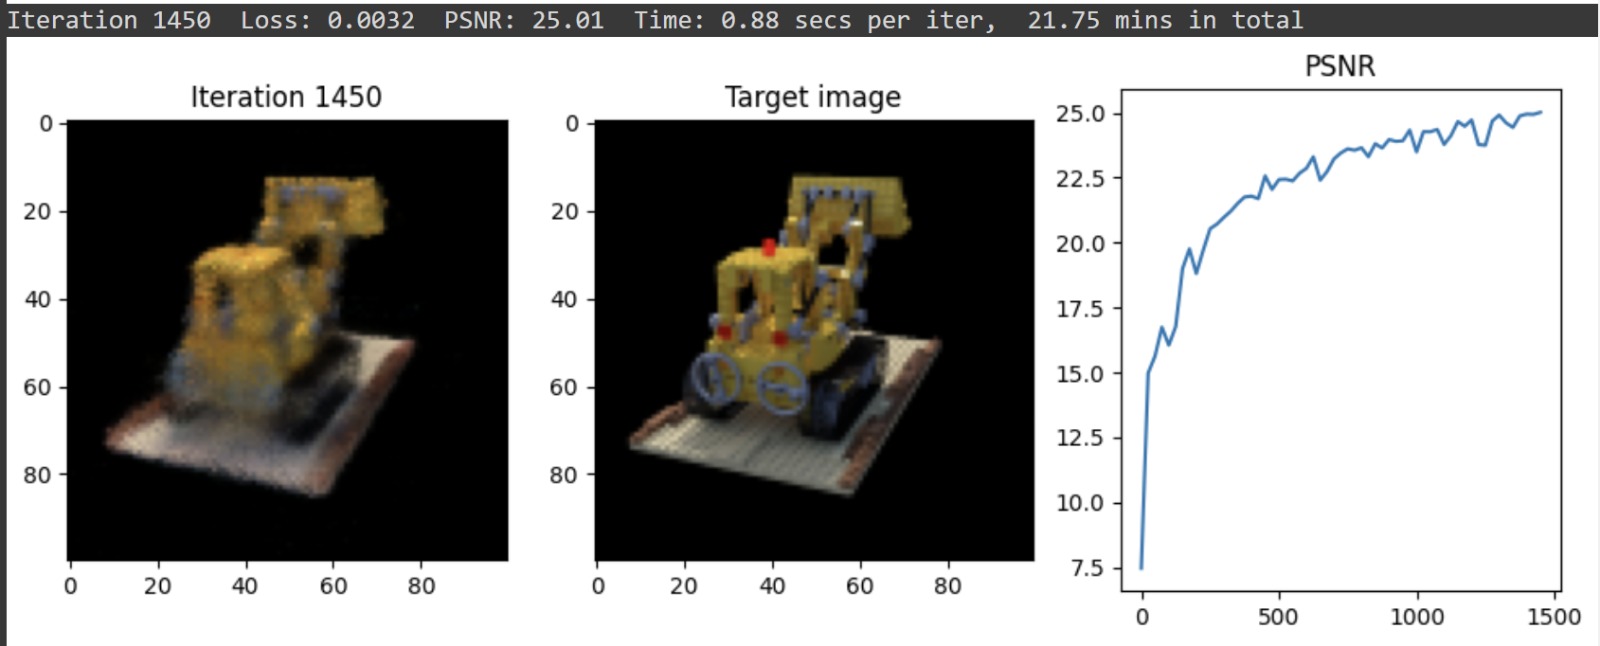 Iteration 1450  Loss: 0.0032  PSNR: 25.01  Time: 0.88 secs per iter,  21.75 mins in total
Iteration 1450
0
20
40
60
80
0 20 40 60 80
Target image
0
20
40
60
80
0 20 40 60 80
PSNR
25.0
22.5
20.0
17.5
15.0
12.5
10.0
7.5
0 500 1000 1500